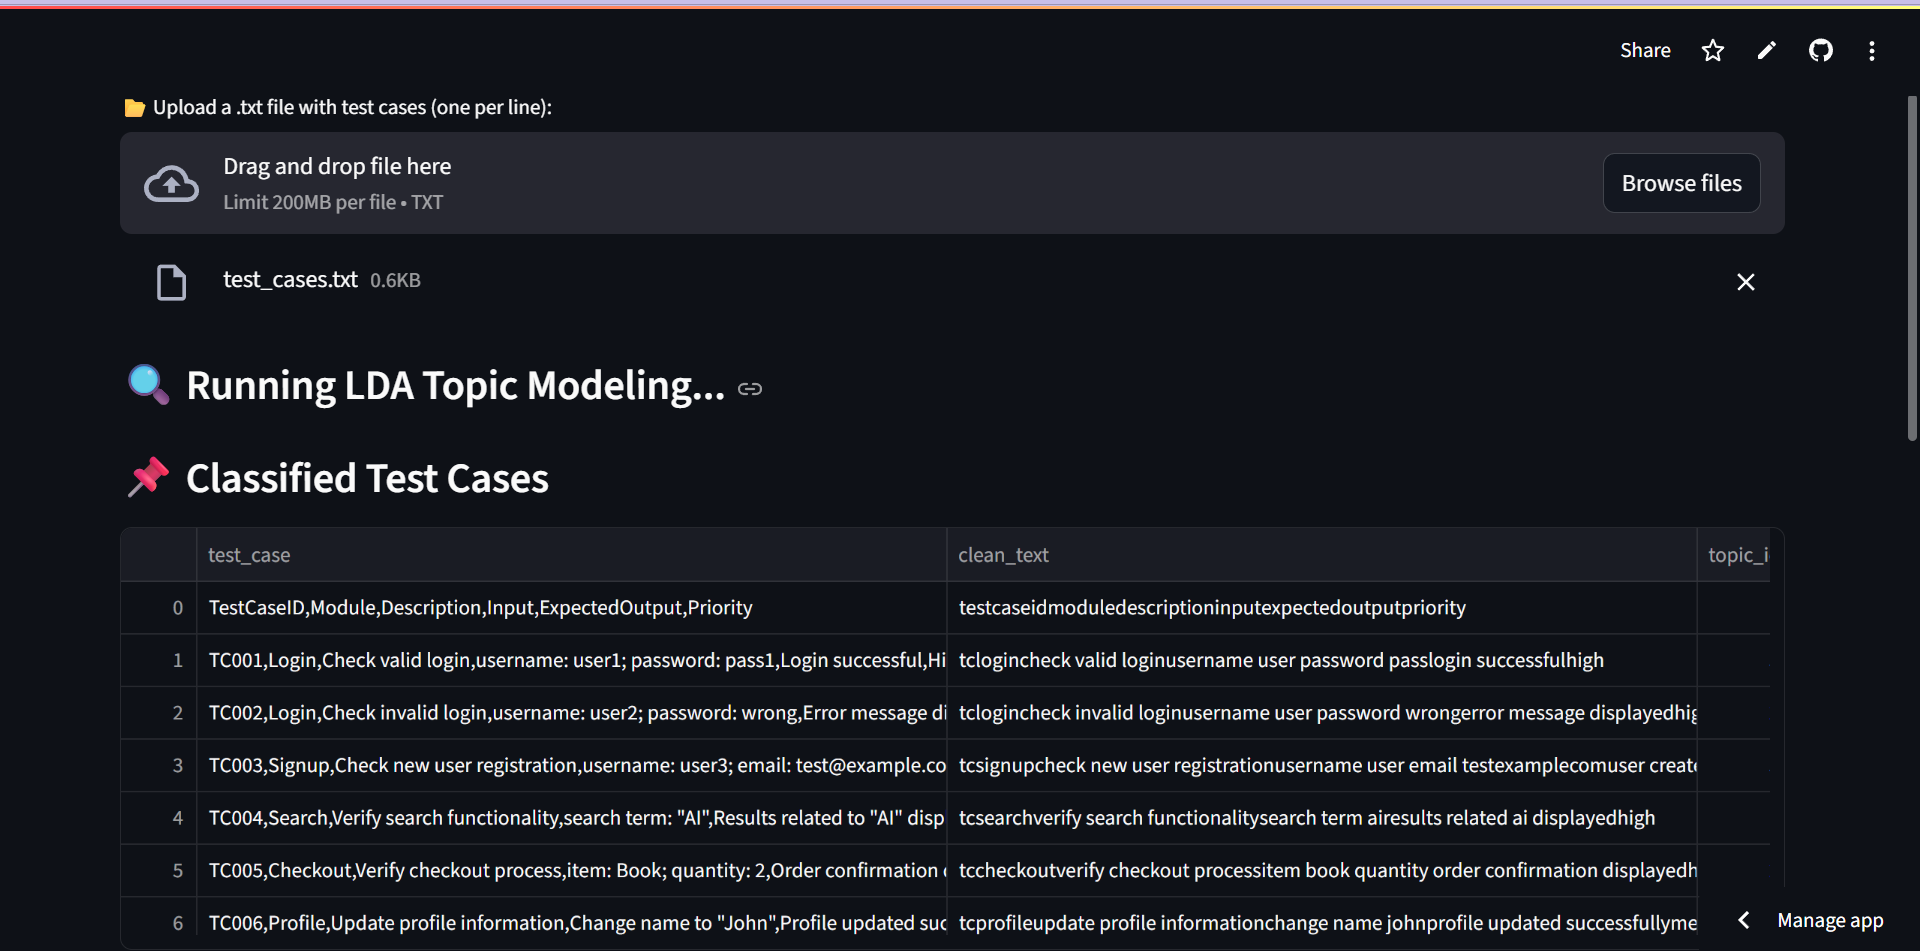 Share
Upload a .txt file with test cases (one per line):
Drag and drop file here
Limit 200MB per file • TXT
Browse files
test_cases.txt 0.6KB
Running LDA Topic Modeling...
Classified Test Cases
test_case clean_text topic_i
0 TestCaseID,Module,Description,Input,ExpectedOutput,Priority testcaseidmoduledescriptioninputexpectedoutputpriority
1 TC001,Login,Check valid login,username: user1; password: pass1,Login successful,Hi tclogincheck valid loginusername user password passlogin successfulhigh
2 TC002,Login,Check invalid login,username: user2; password: wrong,Error message di tclogincheck invalid loginusername user password wrongerror message displayedhig
3 TC003,Signup,Check new user registration,username: user3; email: test@example.co tcsignupcheck new user registrationusername user email testexamplecomuser create
4 TC004,Search,Verify search functionality,search term: "AI",Results related to "AI" disp tcsearchverify search functionalitysearch term airesults related ai displayedhigh
5 TC005,Checkout,Verify checkout process,item: Book; quantity: 2,Order confirmation tccheckoutverify checkout processitem book quantity order confirmation displayedh
6 TC006,Profile,Update profile information,Change name to "John",Profile updated suc tcprofileupdate profile informationchange name johnprofile updated successfullyme
Manage app